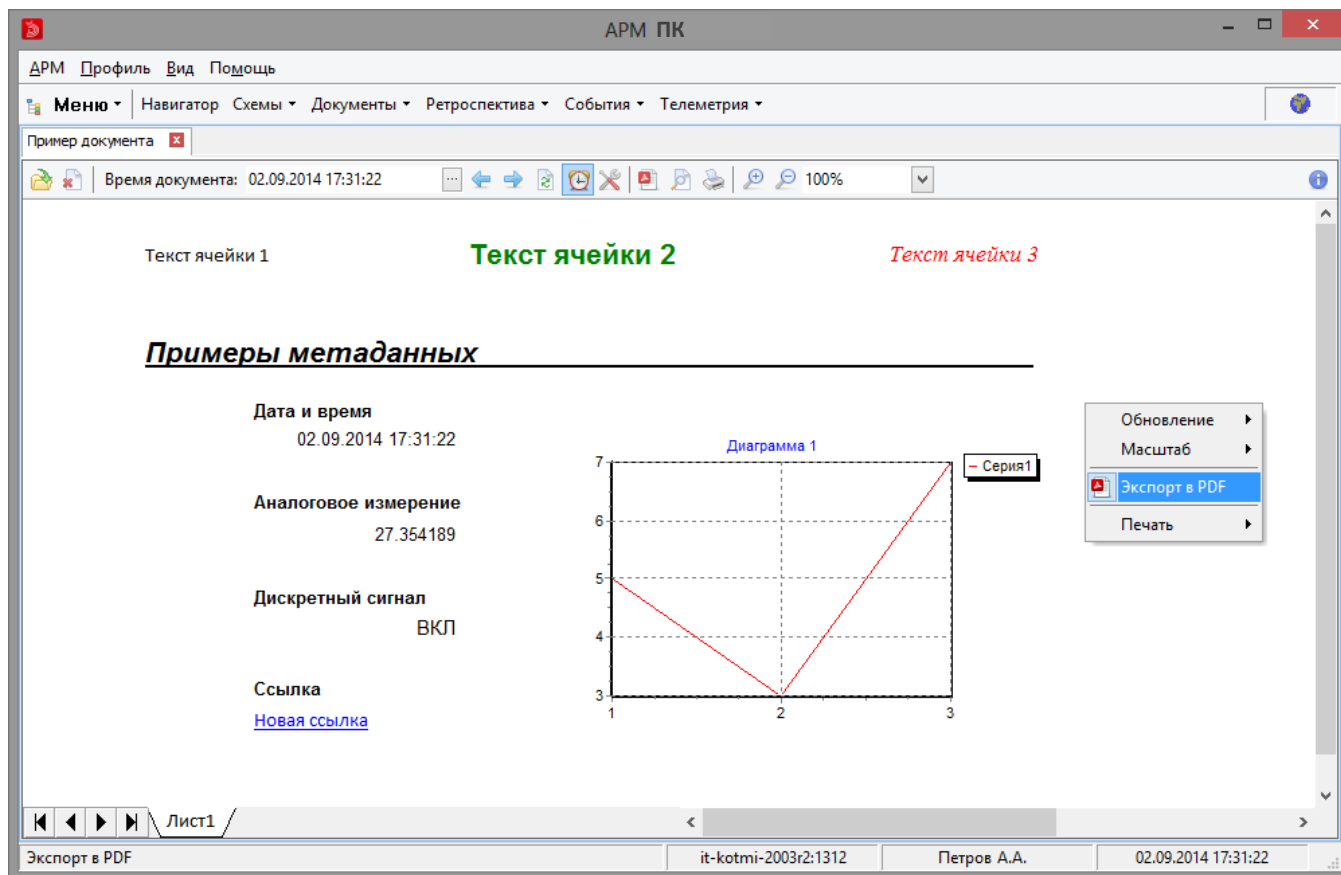 АРМ ПК
АРМ Профиль Вид Помощь
Меню Навигатор Схемы Документы Ретроспектива События Телеметрия
Пример документа
Время документа: 02.09.2014 17:31:22 ... 100%
Текст ячейки 1 Текст ячейки 2 Текст ячейки 3
Примеры метаданных
Дата и время
02.09.2014 17:31:22
Аналоговое измерение
27.354189
Дискретный сигнал
ВКЛ
Ссылка
Новая ссылка
Диаграмма 1
Серия1
7
6
5
4
3
1 2 3
Обновление
Масштаб
Экспорт в PDF
Печать
Лист1
Экспорт в PDF it-kotmi-2003r2:1312 Петров А.А. 02.09.2014 17:31:22